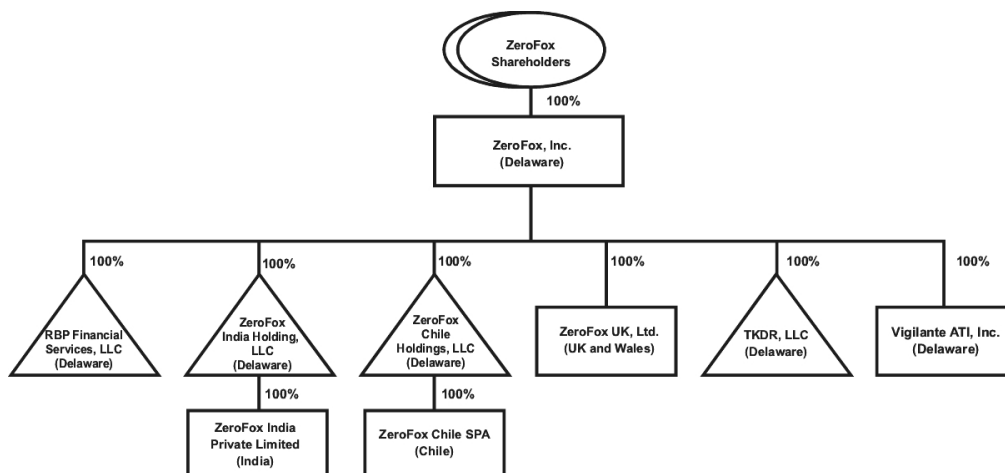 ZeroFox
Shareholders
100%
ZeroFox, Inc.
(Delaware)
100%
100%
100%
100%
100%
100%
RBP Financial
Services, LLC
(Delaware)
ZeroFox
India Holding,
LLC
(Delaware)
ZeroFox
Chile
Holdings, LLC
(Delaware)
ZeroFox UK, Ltd.
(UK and Wales)
TKDR, LLC
(Delaware)
Vigilante ATI, Inc.
(Delaware)
100%
100%
ZeroFox India
Private Limited
(India)
ZeroFox Chile SPA
(Chile)